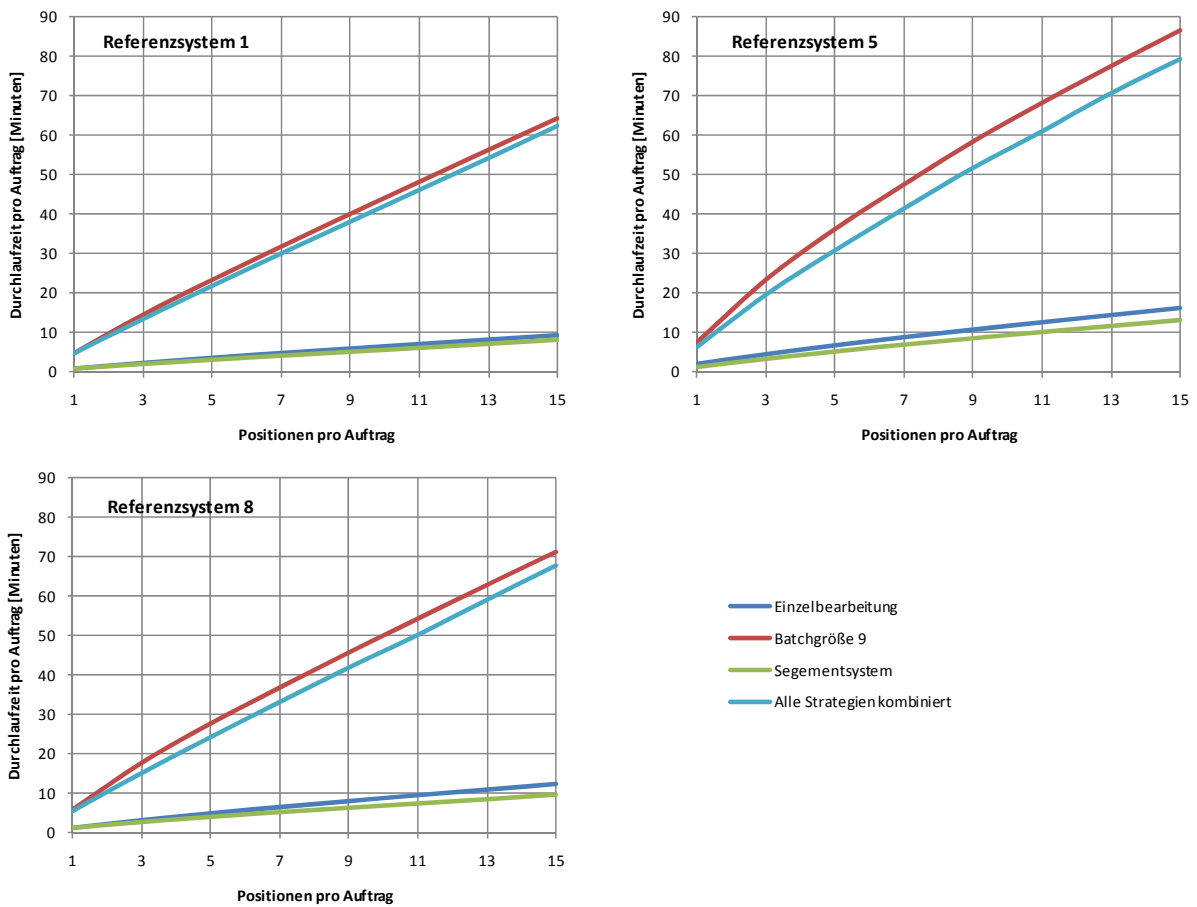 Referenzsystem 1
Durchlaufzeit pro Auftrag [Minuten]
90
80
70
60
50
40
30
20
10
0
1 3 5 7 9 11 13 15
Positionen pro Auftrag
Referenzsystem 5
Durchlaufzeit pro Auftrag [Minuten]
90
80
70
60
50
40
30
20
10
0
1 3 5 7 9 11 13 15
Positionen pro Auftrag
Referenzsystem 8
Durchlaufzeit pro Auftrag [Minuten]
90
80
70
60
50
40
30
20
10
0
1 3 5 7 9 11 13 15
Positionen pro Auftrag
Einzelbearbeitung
Batchgröße 9
Segementsystem
Alle Strategien kombiniert